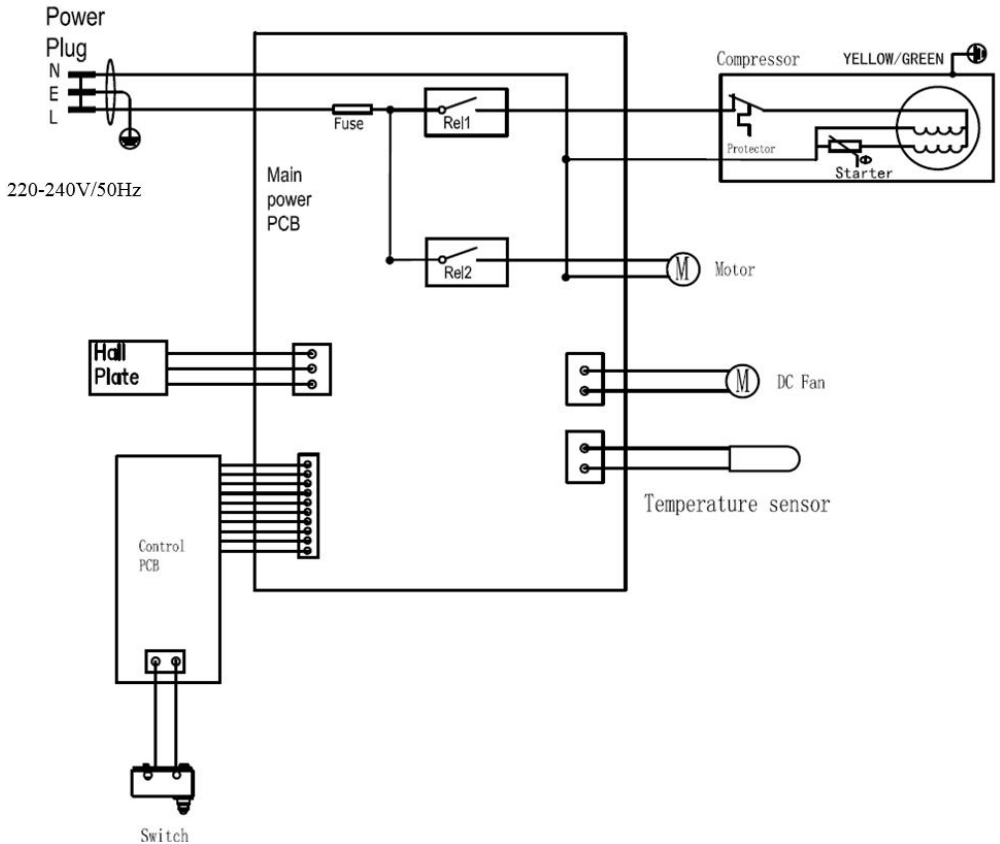 Power
Plug
N
E
L
220-240V/50Hz
Fuse
Rel1
Main
power
PCB
Rel2
Compressor
YELLOW/GREEN
Protector
Starter
M
Motor
Hall
Plate
M
DC Fan
Temperature sensor
Control
PCB
Switch